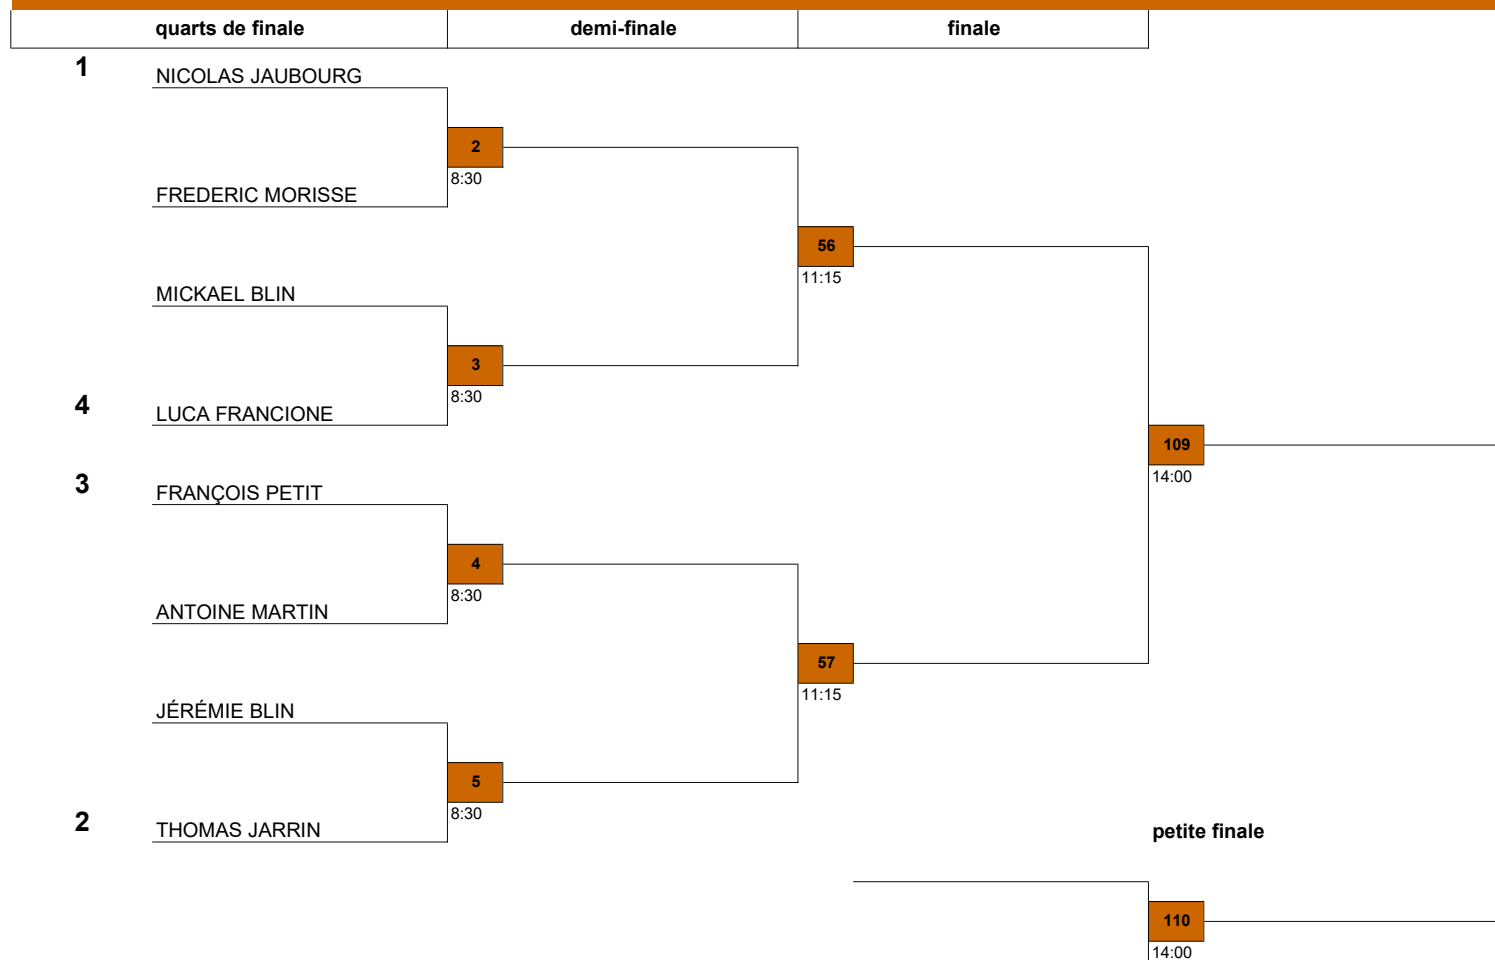 quarts de finale demi-finale finale
1
NICOLAS JAUBOURG
2
8:30
FREDERIC MORISSE
56
11:15
MICKAEL BLIN
3
8:30
4
LUCA FRANCIONE
109
14:00
3
FRANÇOIS PETIT
4
8:30
ANTOINE MARTIN
57
11:15
JÉRÉMIE BLIN
5
8:30
2
THOMAS JARRIN
petite finale
110
14:00